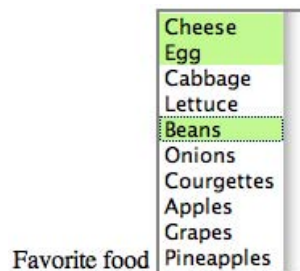 Cheese
Egg
Cabbage
Lettuce
Beans
Onions
Courgettes
Apples
Grapes
Favorite food Pineapples